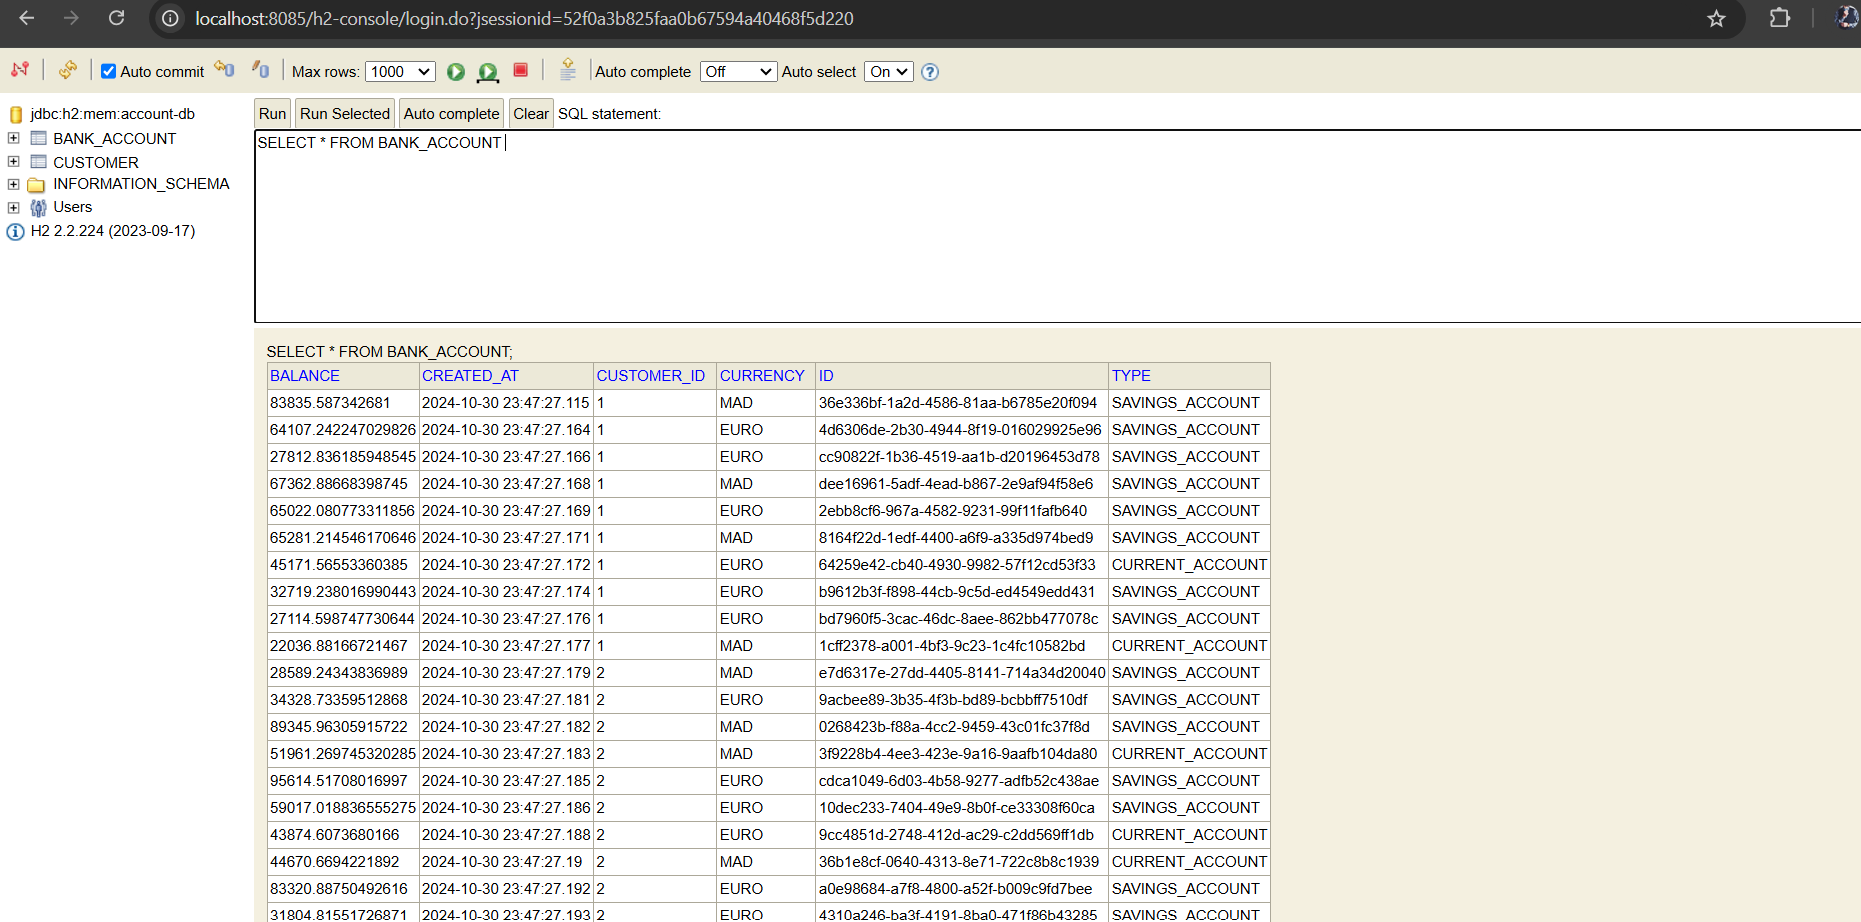 localhost:8085/h2-console/login.do?jsessionid=52f0a3b825faa0b67594a40468f5d220
Auto commit Max rows: 1000 Auto complete Off Auto select On ?
jdbc:h2:mem:account-db
BANK_ACCOUNT
CUSTOMER
INFORMATION_SCHEMA
Users
H2 2.2.224 (2023-09-17)
Run Run Selected Auto complete Clear SQL statement:
SELECT * FROM BANK_ACCOUNT
SELECT * FROM BANK_ACCOUNT;
BALANCE CREATED_AT CUSTOMER_ID CURRENCY ID TYPE
83835.587342681 2024-10-30 23:47:27.115 1 MAD 36e336bf-1a2d-4586-81aa-b6785e20f094 SAVINGS_ACCOUNT
64107.242247029826 2024-10-30 23:47:27.164 1 EURO 4d6306de-2b30-4944-8f19-016029925e96 SAVINGS_ACCOUNT
27812.836185948545 2024-10-30 23:47:27.166 1 EURO cc90822f-1b36-4519-aa1b-d20196453d78 SAVINGS_ACCOUNT
67362.88668398745 2024-10-30 23:47:27.168 1 MAD dee16961-5adf-4ead-b867-2e9af94f58e6 SAVINGS_ACCOUNT
65022.080773311856 2024-10-30 23:47:27.169 1 EURO 2ebb8cf6-967a-4582-9231-99f11fafb640 SAVINGS_ACCOUNT
65281.214546170646 2024-10-30 23:47:27.171 1 MAD 8164f22d-1edf-4400-a6f9-a335d974bed9 SAVINGS_ACCOUNT
45171.56553360385 2024-10-30 23:47:27.172 1 EURO 64259e42-cb40-4930-9982-57f12cd53f33 CURRENT_ACCOUNT
32719.238016990443 2024-10-30 23:47:27.174 1 EURO b9612b3f-f898-44cb-9c5d-ed4549edd431 SAVINGS_ACCOUNT
27114.598747730644 2024-10-30 23:47:27.176 1 EURO bd7960f5-3cac-46dc-8aee-862bb477078c SAVINGS_ACCOUNT
22036.88166721467 2024-10-30 23:47:27.177 1 MAD 1cff2378-a001-4bf3-9c23-1c4fc10582bd CURRENT_ACCOUNT
28589.24343836989 2024-10-30 23:47:27.179 2 MAD e7d6317e-27dd-4405-8141-714a34d20040 SAVINGS_ACCOUNT
34328.73359512868 2024-10-30 23:47:27.181 2 EURO 9acbee89-3b35-4f3b-bd89-bcbbff7510df SAVINGS_ACCOUNT
89345.96305915722 2024-10-30 23:47:27.182 2 MAD 0268423b-f88a-4cc2-9459-43c01fc37f8d SAVINGS_ACCOUNT
51961.269745320285 2024-10-30 23:47:27.183 2 MAD 3f9228b4-4ee3-423e-9a16-9aafb104da80 CURRENT_ACCOUNT
95614.51708016997 2024-10-30 23:47:27.185 2 EURO cdca1049-6d03-4b58-9277-adfb52c438ae SAVINGS_ACCOUNT
59017.018836555275 2024-10-30 23:47:27.186 2 EURO 10dec233-7404-49e9-8b0f-ce33308f60ca SAVINGS_ACCOUNT
43874.6073680166 2024-10-30 23:47:27.188 2 EURO 9cc4851d-2748-412d-ac29-c2dd569ff1db CURRENT_ACCOUNT
44670.6694221892 2024-10-30 23:47:27.19 2 MAD 36b1e8cf-0640-4313-8e71-722c8b8c1939 CURRENT_ACCOUNT
83320.88750492616 2024-10-30 23:47:27.192 2 EURO a0e98684-a7f8-4800-a52f-b009c9fd7bee SAVINGS_ACCOUNT
31804.81551726871 2024-10-30 23:47:27.193 2 EURO 4310a246-ba3f-4191-8ba0-471f86b43285 SAVINGS_ACCOUNT